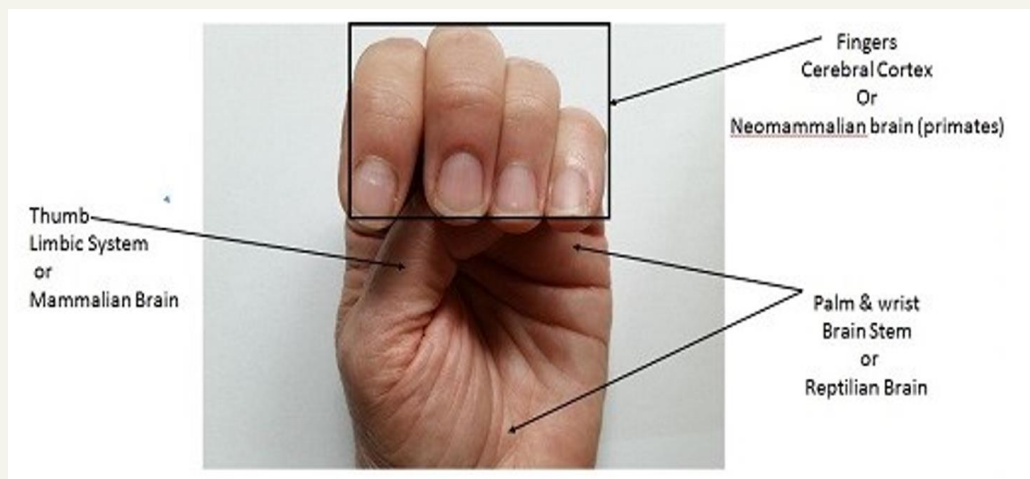 Fingers
Cerebral Cortex
Or
Neomammalian brain (primates)
Thumb
Limbic System
or
Mammalian Brain
Palm & wrist
Brain Stem
or
Reptilian Brain